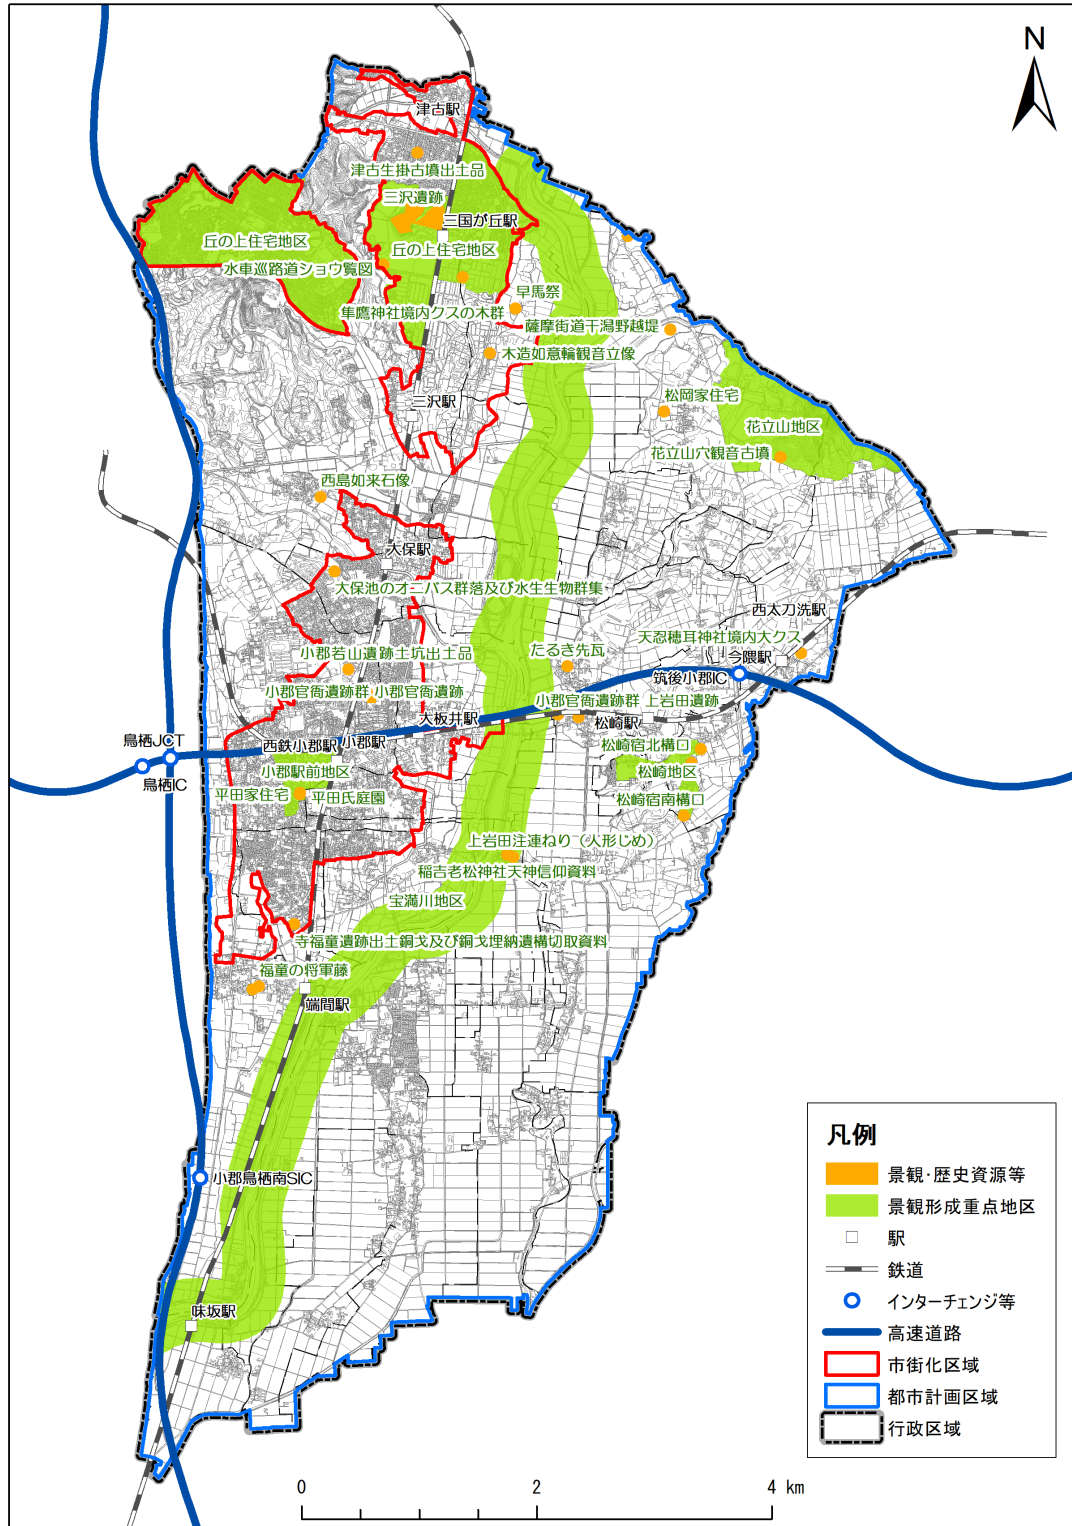 N
津古駅
津古生掛古墳出土品
三沢遺跡
三国が丘駅
丘の上住宅地区
丘の上住宅地区
水車巡路道ショウ覧図
早馬祭
隼鷹神社境内クスの木群
薩摩街道干潟野越堤
木造如意輪観音立像
三沢駅
松岡家住宅
花立山地区
花立山穴観音古墳
西島如来石像
大保駅
大保池のオニバス群落及び水生生物群集
西太刀洗駅
天忍穂耳神社境内大クス
小郡若山遺跡土坑出土品
たるき先瓦
今隈駅
筑後小郡IC
小郡官衙遺跡群 小郡官衙遺跡
小郡官衙遺跡群 上岩田遺跡
大板井駅
松崎駅
鳥栖JCT
西鉄小郡駅
小郡駅
松崎宿北構口
鳥栖IC
小郡駅前地区
松崎地区
平田家住宅
平田氏庭園
松崎宿南構口
上岩田注連ねり（人形じめ）
稲吉老松神社天神信仰資料
宝満川地区
寺福童遺跡出土銅戈及び銅戈埋納遺構切取資料
福童の将軍藤
端間駅
小郡鳥栖南SIC
味坂駅
凡例
景観・歴史資源等
景観形成重点地区
駅
鉄道
インターチェンジ等
高速道路
市街化区域
都市計画区域
行政区域
0 2 4 km